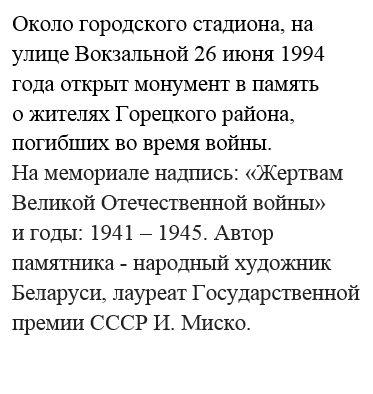 Около городского стадиона, на
улице Вокзальной 26 июня 1994
года открыт монумент в память
о жителях Горецкого района,
погибших во время войны.
На мемориале надпись: «Жертвам
Великой Отечественной войны»
и годы: 1941 – 1945. Автор
памятника - народный художник
Беларуси, лауреат Государственной
премии СССР И. Миско.